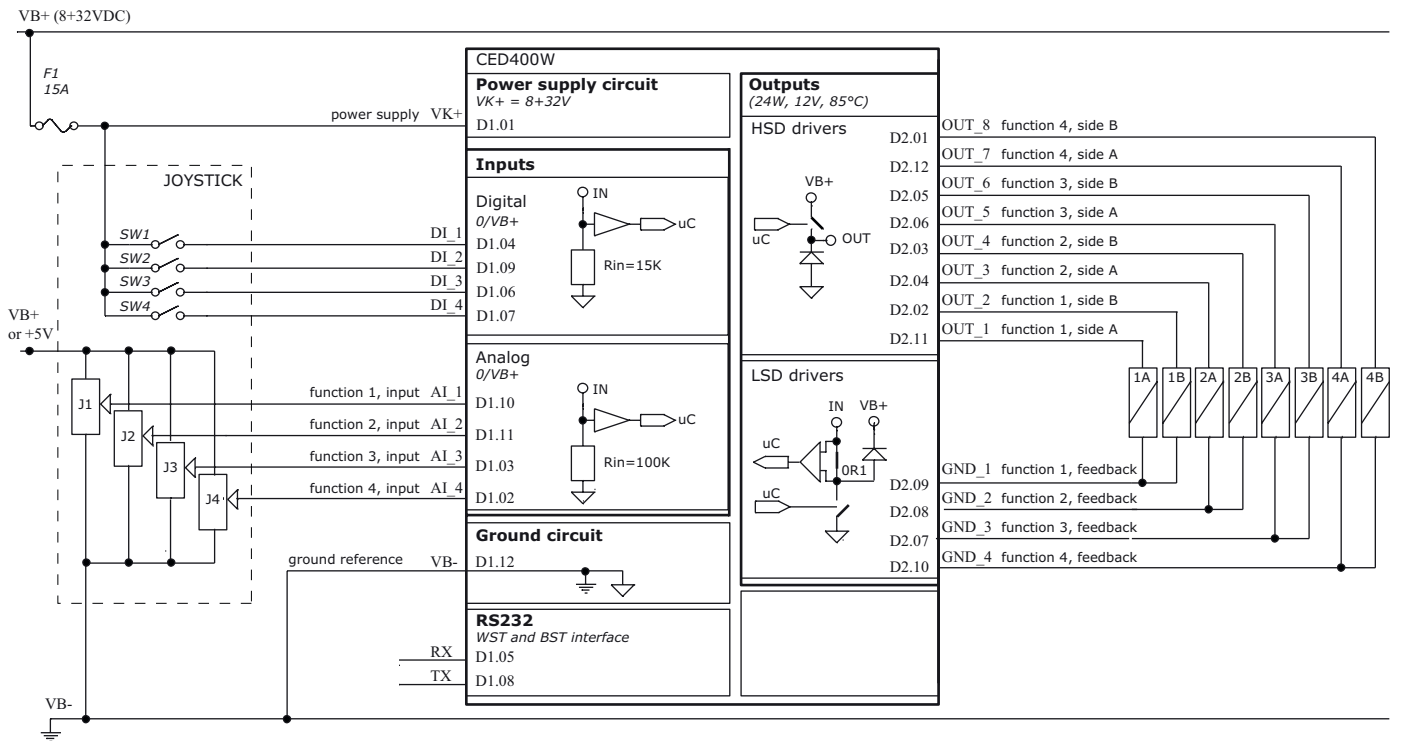 VB+ (8+32VDC)
F1
15A
power supply VK+
JOYSTICK
SW1
SW2
SW3
SW4
DI_1
DI_2
DI_3
DI_4
VB+
or +5V
J1
J2
J3
J4
function 1, input AI_1
function 2, input AI_2
function 3, input AI_3
function 4, input AI_4
ground reference VB-
RX
TX
VB-
CED400W
Power supply circuit
VK+ = 8+32V
D1.01
Inputs
Digital
0/VB+
D1.04
D1.09
D1.06
D1.07
IN
uC
Rin=15K
Analog
0/VB+
D1.10
D1.11
D1.03
D1.02
IN
uC
Rin=100K
Ground circuit
D1.12
RS232
WST and BST interface
D1.05
D1.08
Outputs
(24W, 12V, 85°C)
HSD drivers
VB+
uC
OUT
D2.01
D2.12
D2.05
D2.06
D2.03
D2.04
D2.02
D2.11
LSD drivers
IN VB+
uC
0R1
uC
D2.09
D2.08
D2.07
D2.10
OUT_8 function 4, side B
OUT_7 function 4, side A
OUT_6 function 3, side B
OUT_5 function 3, side A
OUT_4 function 2, side B
OUT_3 function 2, side A
OUT_2 function 1, side B
OUT_1 function 1, side A
1A 1B 2A 2B 3A 3B 4A 4B
GND_1 function 1, feedback
GND_2 function 2, feedback
GND_3 function 3, feedback
GND_4 function 4, feedback